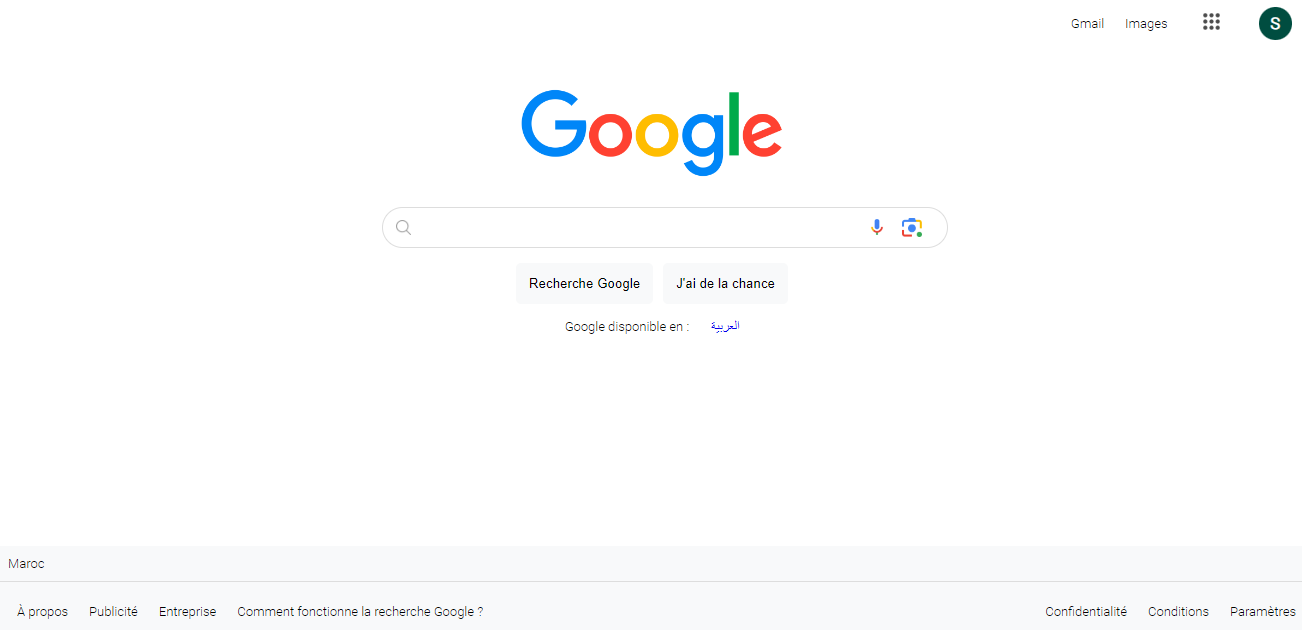 Gmail Images S
Google
Recherche Google J'ai de la chance
Google disponible en : العربية
Maroc
À propos Publicité Entreprise Comment fonctionne la recherche Google ? Confidentialité Conditions Paramètres